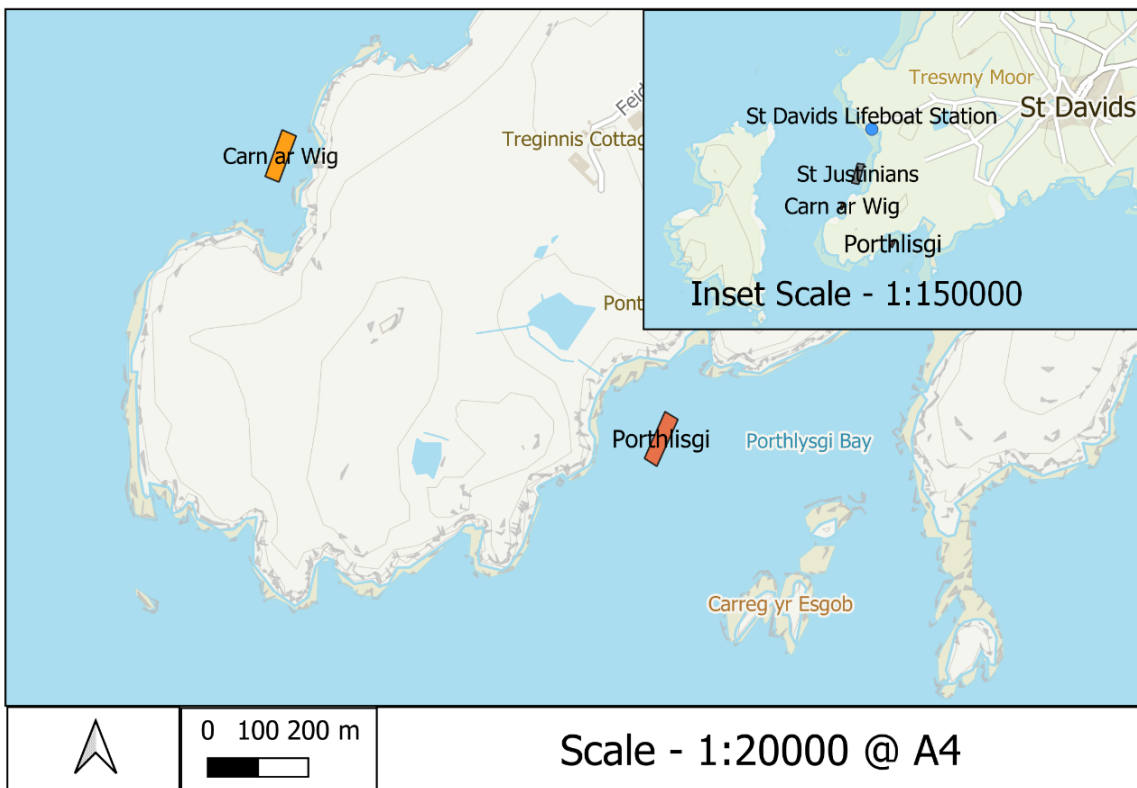 Treswny Moor
St Davids
St Davids Lifeboat Station
St Justinians
Carn ar Wig
Porthlisgi
Inset Scale - 1:150000
Feid
Treginnis Cottag
Carn ar Wig
Pont
Porthlisgi
Porthlysgi Bay
Carreg yr Esgob
0 100 200 m
Scale - 1:20000 @ A4